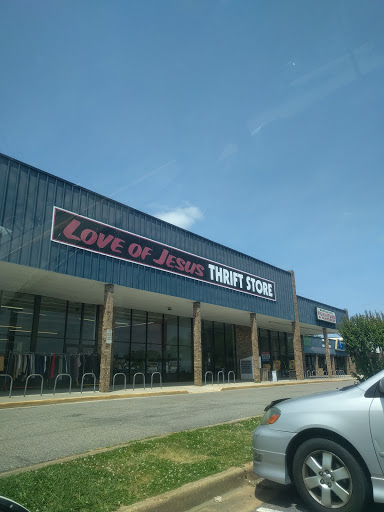 LOVE OF JESUS THRIFT STORE